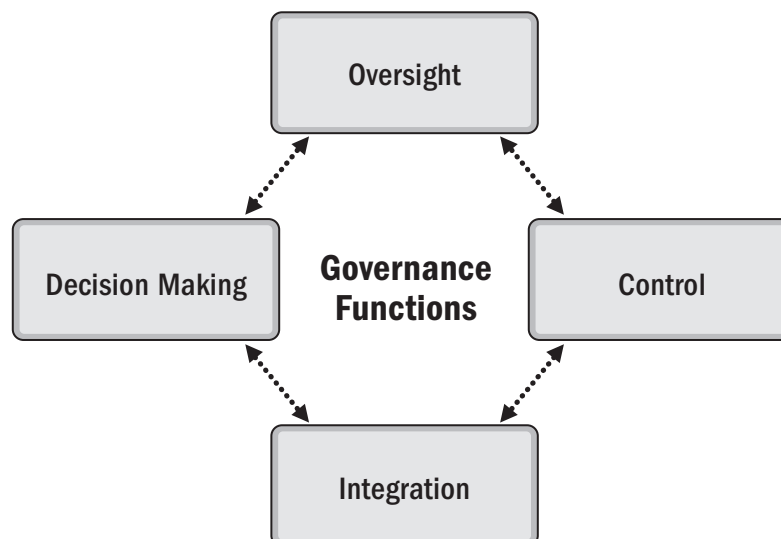 Oversight
Decision Making
Governance
Functions
Control
Integration